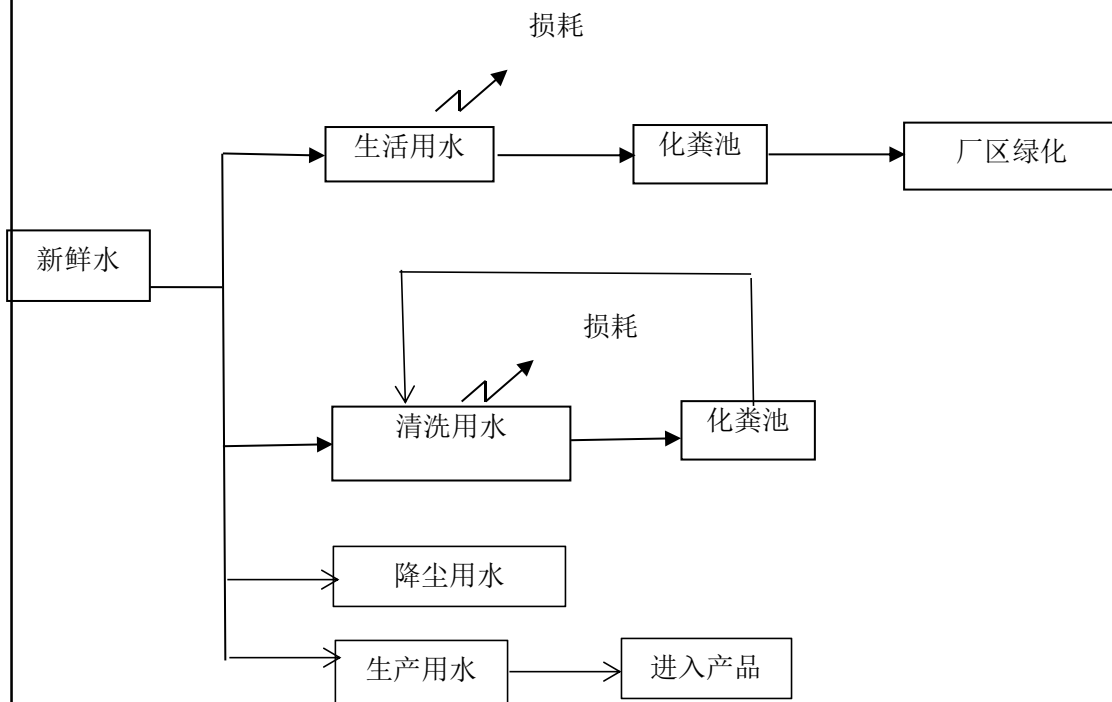 损耗
生活用水
化粪池
厂区绿化
新鲜水
损耗
清洗用水
化粪池
降尘用水
生产用水
进入产品